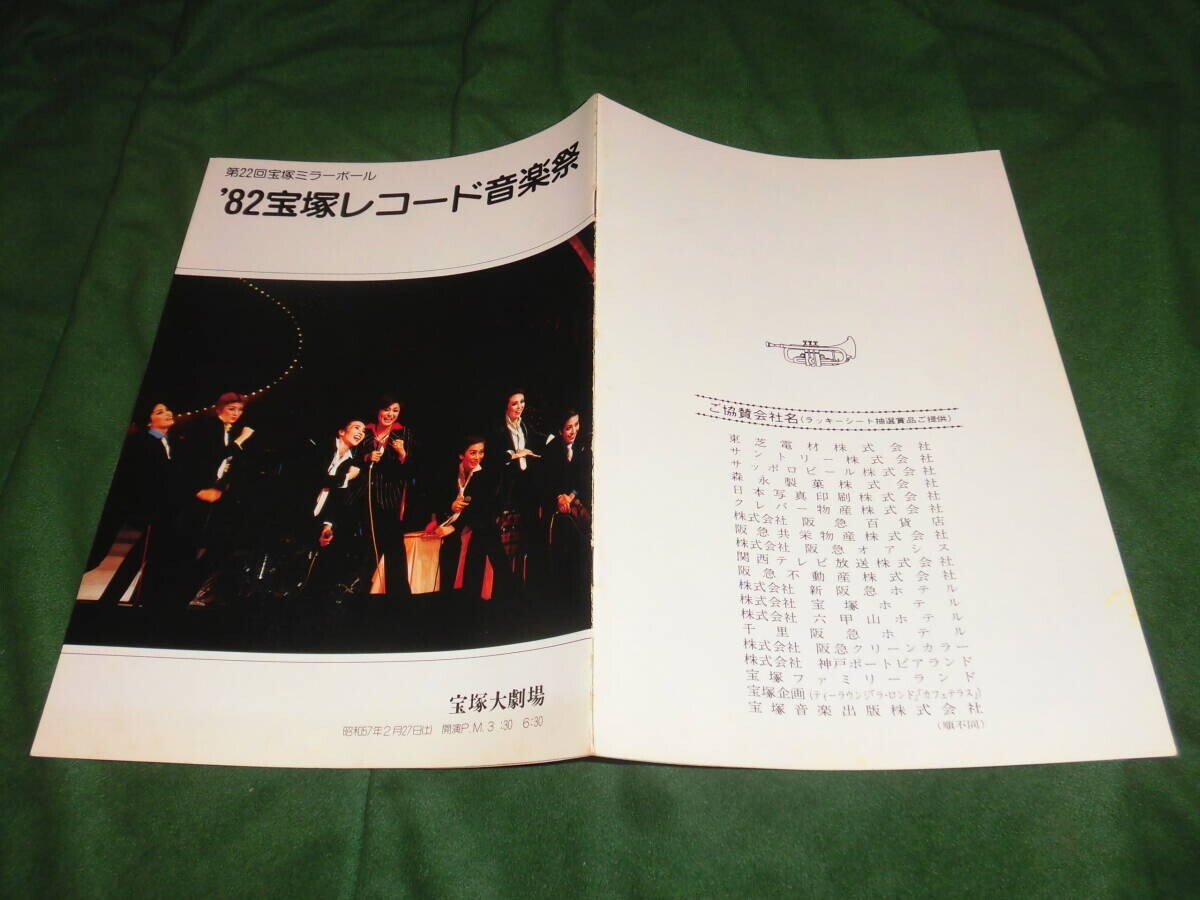 第22回宝塚ミラーボール
'82宝塚レコード音楽祭
宝塚大劇場
昭和57年2月27日(土) 開演P.M. 3:30 6:30
ご協賛会社名(ラッキーシート抽選賞品ご提供)
東芝電材株式会社
サントリー株式会社
サッポロビール株式会社
森永製菓株式会社
日本写真印刷株式会社
クレバー物産株式会社
株式会社 阪急百貨店
阪急共栄物産株式会社
株式会社 阪急オアシス
関西テレビ放送株式会社
阪急不動産株式会社
株式会社 新阪急ホテル
株式会社 宝塚ホテル
株式会社 六甲山ホテル
千里阪急ホテル
株式会社 阪急クリーンカラー
株式会社 神戸ポートピアランド
宝塚ファミリーランド
宝塚企画(ティーラウンジ「ラ・ロンド」「カフェテラス」)
宝塚音楽出版株式会社
(順不同)